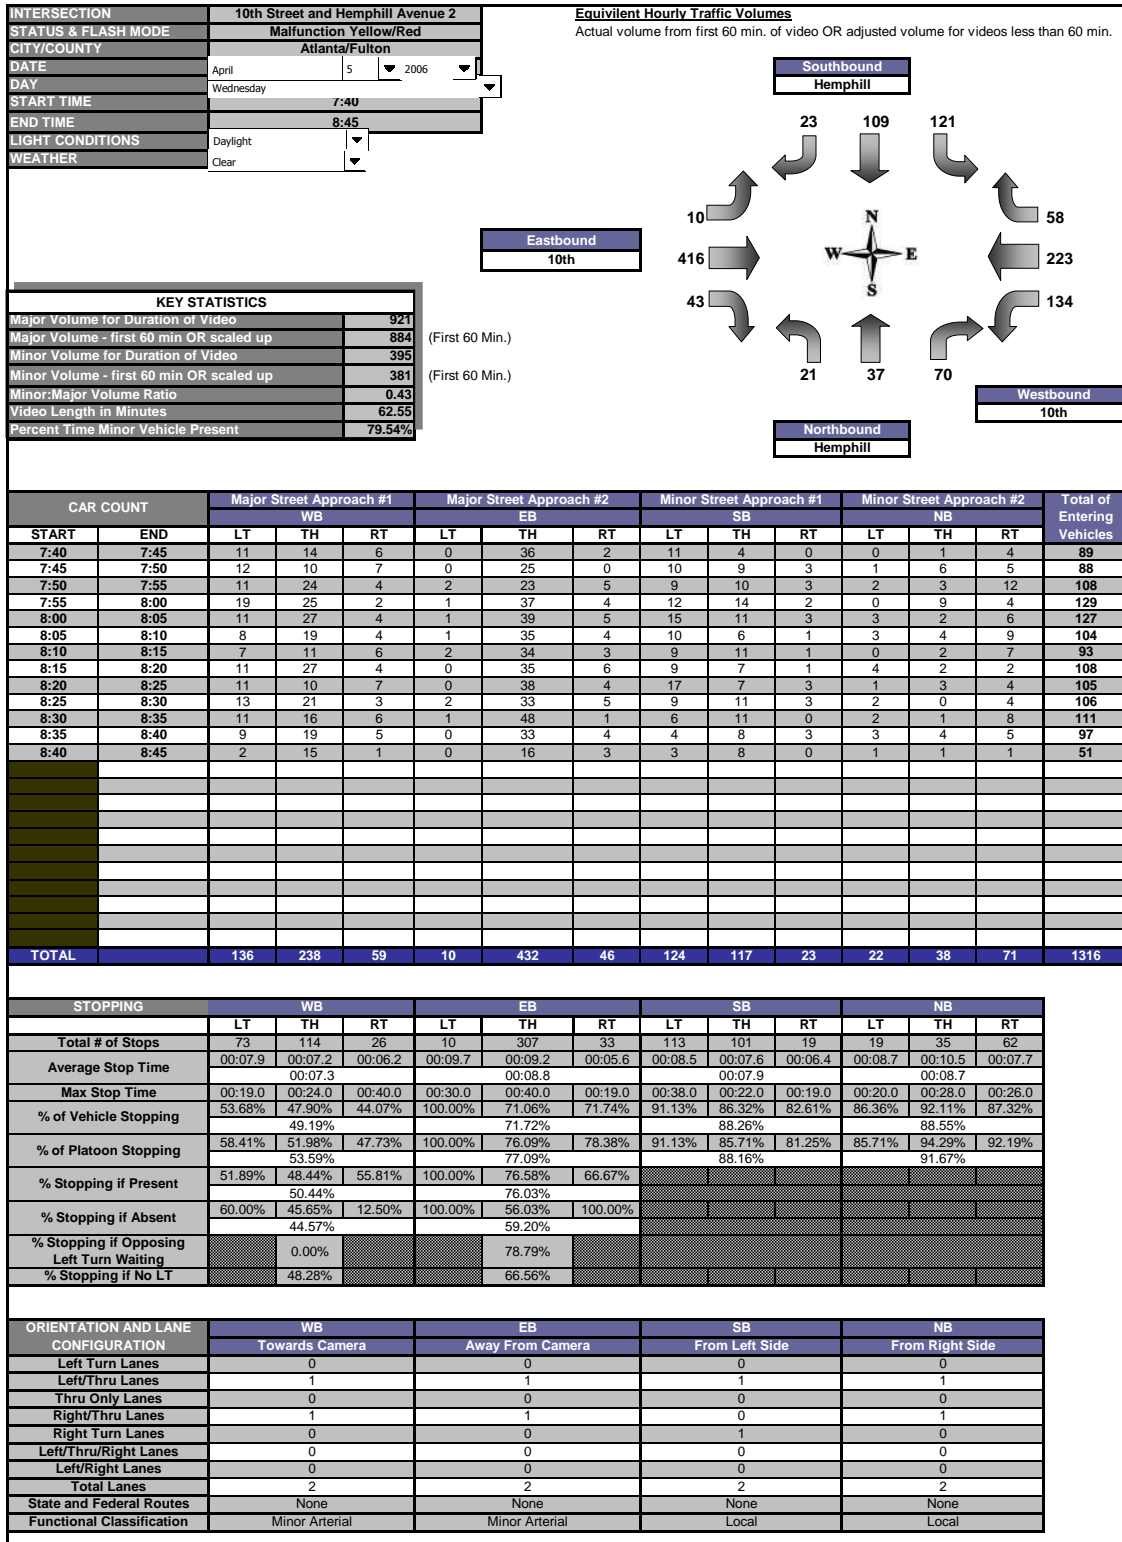 INTERSECTION 10th Street and Hemphill Avenue 2
STATUS & FLASH MODE Malfunction Yellow/Red
CITY/COUNTY Atlanta/Fulton
DATE April 5 2006
DAY Wednesday
START TIME 7:40
END TIME 8:45
LIGHT CONDITIONS Daylight
WEATHER Clear
Equivilent Hourly Traffic Volumes
Actual volume from first 60 min. of video OR adjusted volume for videos less than 60 min.
Southbound
Hemphill
23 109 121
10 58
N
Eastbound
10th
W E
416 223
S
43 134
21 37 70
Westbound
10th
Northbound
Hemphill
KEY STATISTICS
Major Volume for Duration of Video 921
Major Volume - first 60 min OR scaled up 884 (First 60 Min.)
Minor Volume for Duration of Video 395
Minor Volume - first 60 min OR scaled up 381 (First 60 Min.)
Minor:Major Volume Ratio 0.43
Video Length in Minutes 62.55
Percent Time Minor Vehicle Present 79.54%
CAR COUNT Major Street Approach #1 Major Street Approach #2 Minor Street Approach #1 Minor Street Approach #2 Total of
WB EB SB NB Entering
START END LT TH RT LT TH RT LT TH RT LT TH RT Vehicles
7:40 7:45 11 14 6 0 36 2 11 4 0 0 1 4 89
7:45 7:50 12 10 7 0 25 0 10 9 3 1 6 5 88
7:50 7:55 11 24 4 2 23 5 9 10 3 2 3 12 108
7:55 8:00 19 25 2 1 37 4 12 14 2 0 9 4 129
8:00 8:05 11 27 4 1 39 5 15 11 3 3 2 6 127
8:05 8:10 8 19 4 1 35 4 10 6 1 3 4 9 104
8:10 8:15 7 11 6 2 34 3 9 11 1 0 2 7 93
8:15 8:20 11 27 4 0 35 6 9 7 1 4 2 2 108
8:20 8:25 11 10 7 0 38 4 17 7 3 1 3 4 105
8:25 8:30 13 21 3 2 33 5 9 11 3 2 0 4 106
8:30 8:35 11 16 6 1 48 1 6 11 0 2 1 8 111
8:35 8:40 9 19 5 0 33 4 4 8 3 3 4 5 97
8:40 8:45 2 15 1 0 16 3 3 8 0 1 1 1 51
TOTAL 136 238 59 10 432 46 124 117 23 22 38 71 1316
STOPPING WB EB SB NB
LT TH RT LT TH RT LT TH RT LT TH RT
Total # of Stops 73 114 26 10 307 33 113 101 19 19 35 62
Average Stop Time 00:07.9 00:07.2 00:06.2 00:09.7 00:09.2 00:05.6 00:08.5 00:07.6 00:06.4 00:08.7 00:10.5 00:07.7
00:07.3 00:08.8 00:07.9 00:08.7
Max Stop Time 00:19.0 00:24.0 00:40.0 00:30.0 00:40.0 00:19.0 00:38.0 00:22.0 00:19.0 00:20.0 00:28.0 00:26.0
% of Vehicle Stopping 53.68% 47.90% 44.07% 100.00% 71.06% 71.74% 91.13% 86.32% 82.61% 86.36% 92.11% 87.32%
49.19% 71.72% 88.26% 88.55%
% of Platoon Stopping 58.41% 51.98% 47.73% 100.00% 76.09% 78.38% 91.13% 85.71% 81.25% 85.71% 94.29% 92.19%
53.59% 77.09% 88.16% 91.67%
% Stopping if Present 51.89% 48.44% 55.81% 100.00% 76.58% 66.67%
50.44% 76.03%
% Stopping if Absent 60.00% 45.65% 12.50% 100.00% 56.03% 100.00%
44.57% 59.20%
% Stopping if Opposing
Left Turn Waiting 0.00% 78.79%
% Stopping if No LT 48.28% 66.56%
ORIENTATION AND LANE WB EB SB NB
CONFIGURATION Towards Camera Away From Camera From Left Side From Right Side
Left Turn Lanes 0 0 0 0
Left/Thru Lanes 1 1 1 1
Thru Only Lanes 0 0 0 0
Right/Thru Lanes 1 1 0 1
Right Turn Lanes 0 0 1 0
Left/Thru/Right Lanes 0 0 0 0
Left/Right Lanes 0 0 0 0
Total Lanes 2 2 2 2
State and Federal Routes None None None None
Functional Classification Minor Arterial Minor Arterial Local Local